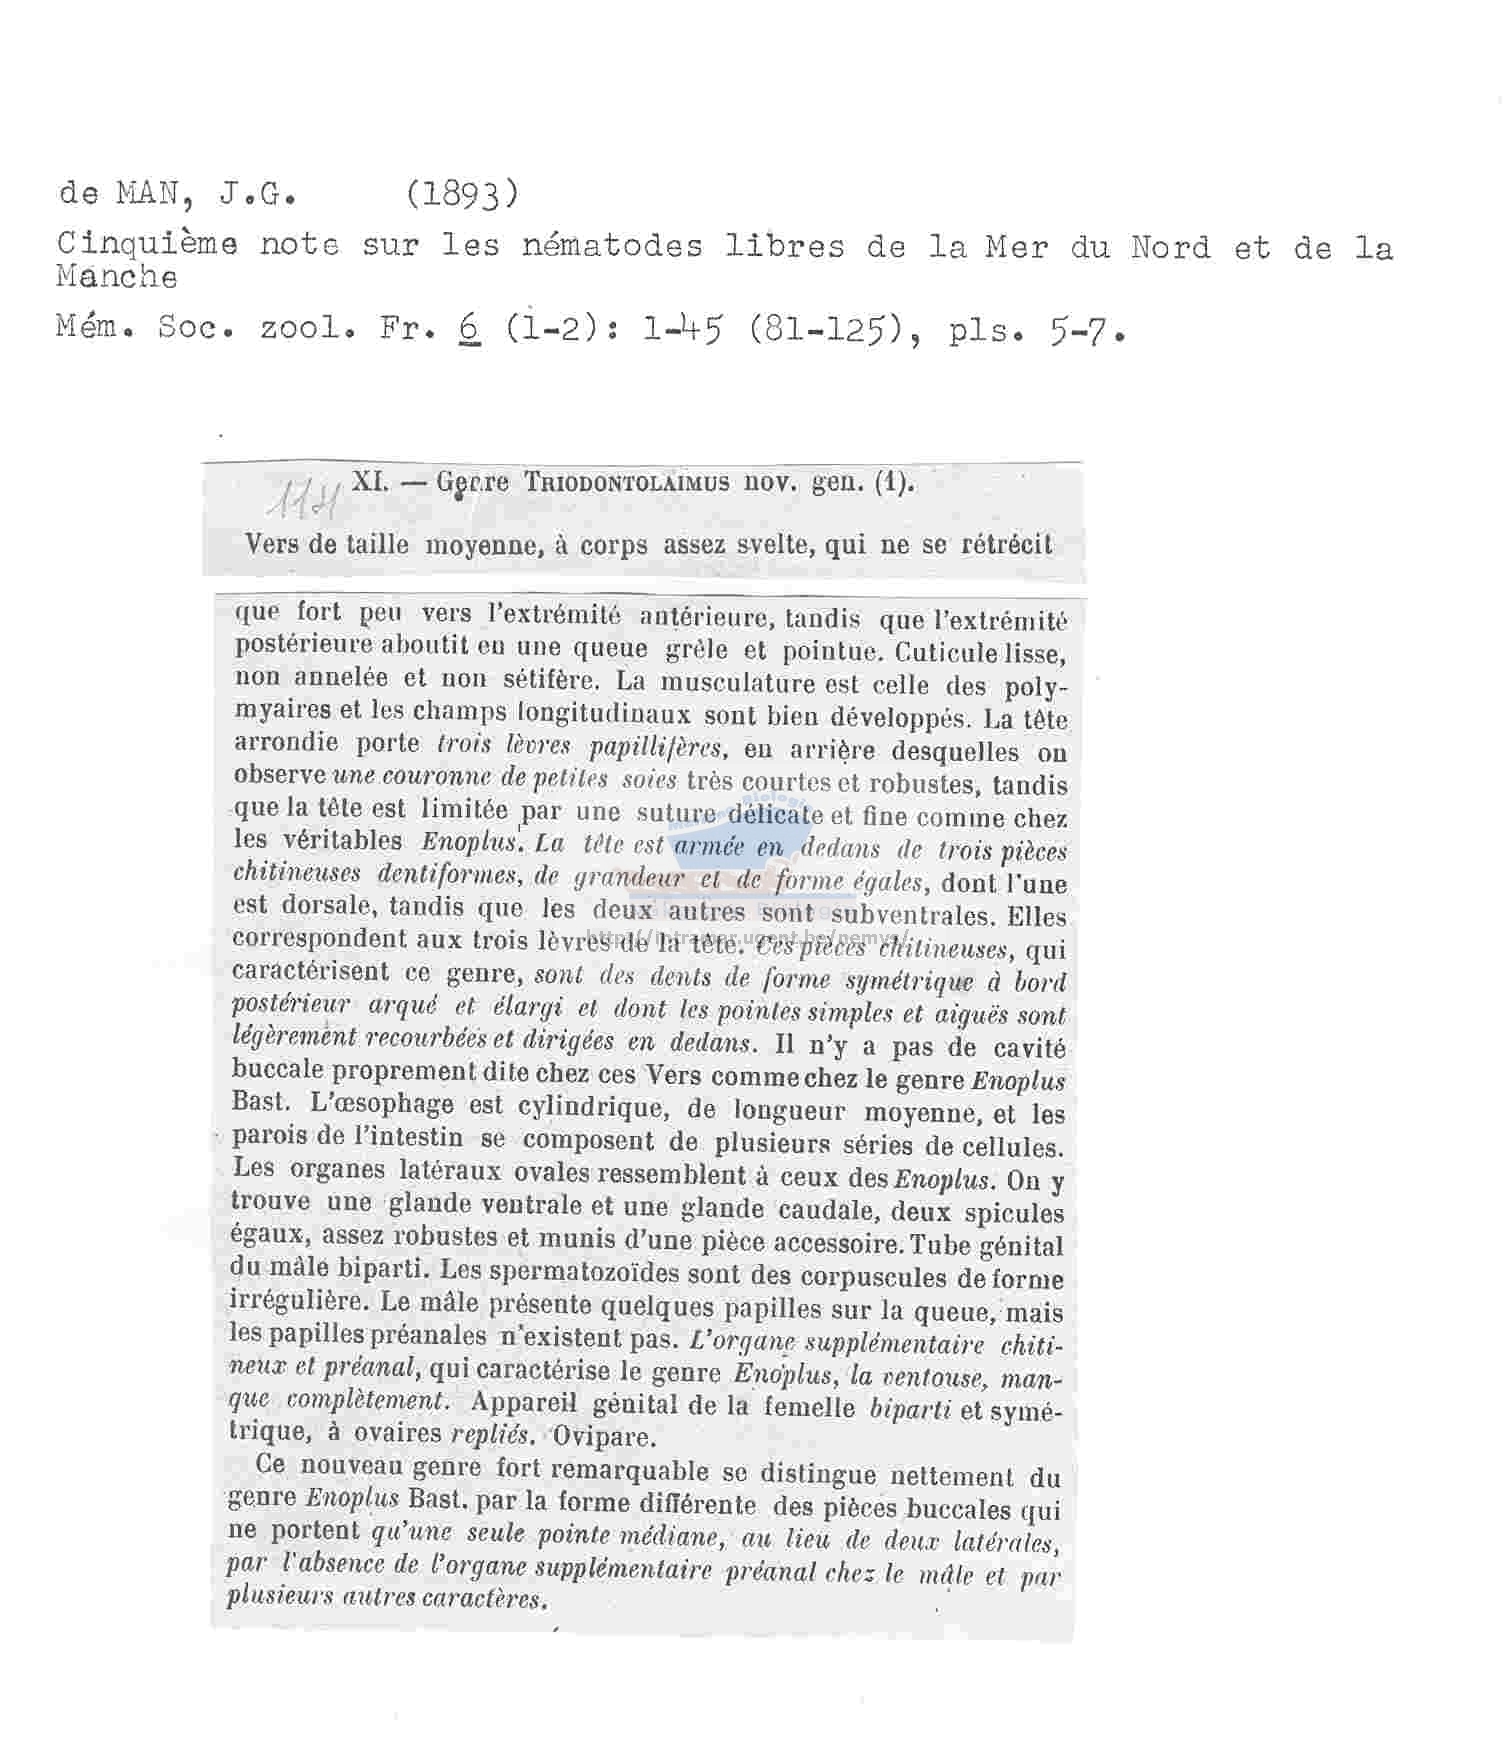 de MAN, J.G. (1893)
Cinquième note sur les nématodes libres de la Mer du Nord et de la
Manche
Mém. Soc. zool. Fr. 6 (1-2): 1-45 (81-125), pls. 5-7.
XI. — Genre TRIODONTOLAIMUS nov. gen. (1).
Vers de taille moyenne, à corps assez svelte, qui ne se rétrécit
que fort peu vers l'extrémité antérieure, tandis que l'extrémité
postérieure aboutit en une queue grêle et pointue. Cuticule lisse,
non annelée et non sétifère. La musculature est celle des poly-
myaires et les champs longitudinaux sont bien développés. La tête
arrondie porte trois lèvres papillifères, en arrière desquelles on
observe une couronne de petites soies très courtes et robustes, tandis
que la tête est limitée par une suture délicate et fine comme chez
les véritables Enoplus. La tête est armée en dedans de trois pièces
chitineuses dentiformes, de grandeur et de forme égales, dont l'une
est dorsale, tandis que les deux autres sont subventrales. Elles
correspondent aux trois lèvres de la tête. Ces pièces chitineuses, qui
http://intramar.ugent.be/nemys/
caractérisent ce genre, sont des dents de forme symétrique à bord
postérieur arqué et élargi et dont les pointes simples et aiguës sont
légèrement recourbées et dirigées en dedans. Il n'y a pas de cavité
buccale proprement dite chez ces Vers comme chez le genre Enoplus
Bast. L'œsophage est cylindrique, de longueur moyenne, et les
parois de l'intestin se composent de plusieurs séries de cellules.
Les organes latéraux ovales ressemblent à ceux des Enoplus. On y
trouve une glande ventrale et une glande caudale, deux spicules
égaux, assez robustes et munis d'une pièce accessoire. Tube génital
du mâle biparti. Les spermatozoïdes sont des corpuscules de forme
irrégulière. Le mâle présente quelques papilles sur la queue, mais
les papilles préanales n'existent pas. L'organe supplémentaire chiti-
neux et préanal, qui caractérise le genre Enoplus, la ventouse, man-
que complètement. Appareil génital de la femelle biparti et symé-
trique, à ovaires repliés. Ovipare.
Ce nouveau genre fort remarquable se distingue nettement du
genre Enoplus Bast. par la forme différente des pièces buccales qui
ne portent qu'une seule pointe médiane, au lieu de deux latérales,
par l'absence de l'organe supplémentaire préanal chez le mâle et par
plusieurs autres caractères.